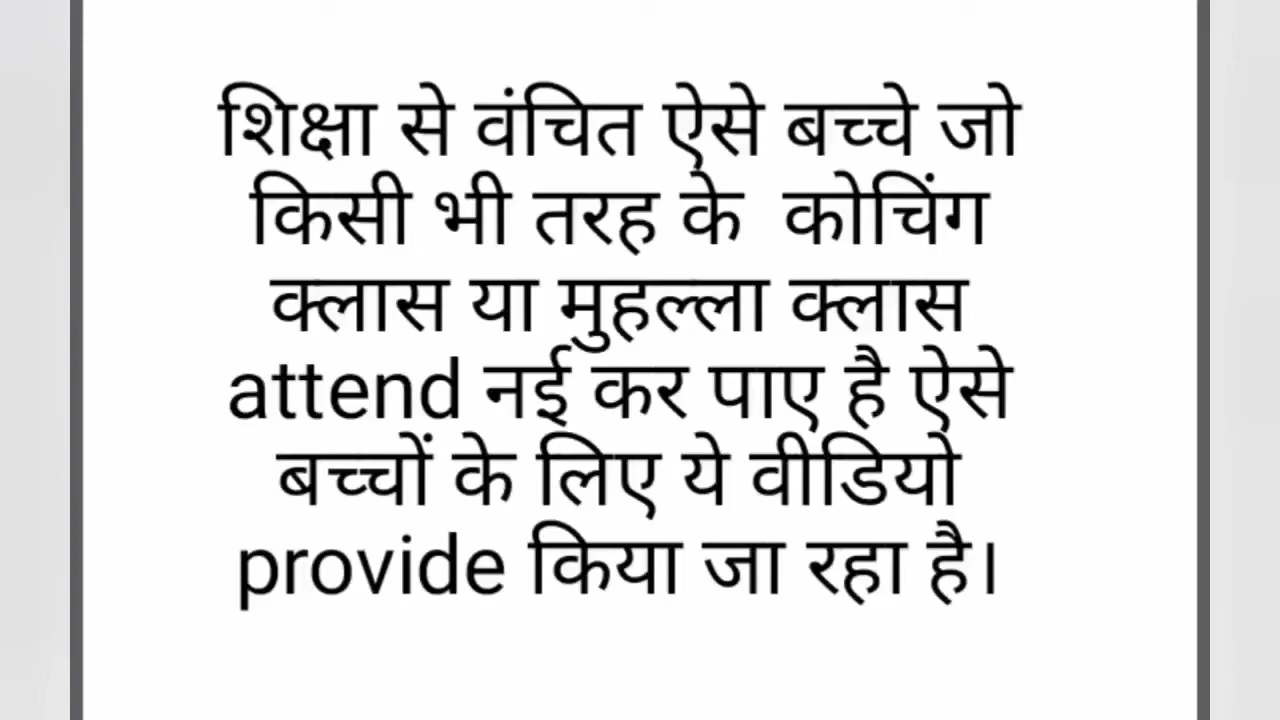 शिक्षा से वंचित ऐसे बच्चे जो
किसी भी तरह के कोचिंग
क्लास या मुहल्ला क्लास
attend नई कर पाए है ऐसे
बच्चों के लिए ये वीडियो
provide किया जा रहा है।